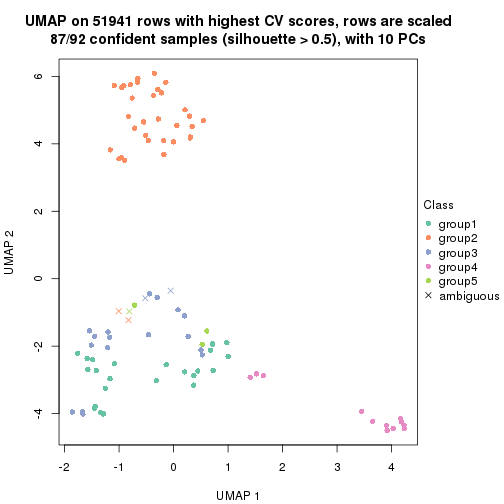 UMAP on 51941 rows with highest CV scores, rows are scaled
87/92 confident samples (silhouette > 0.5), with 10 PCs
6
4
2
0
-2
-4
UMAP 2
-2
-1
0
1
2
3
4
UMAP 1
Class
group1
group2
group3
group4
group5
ambiguous